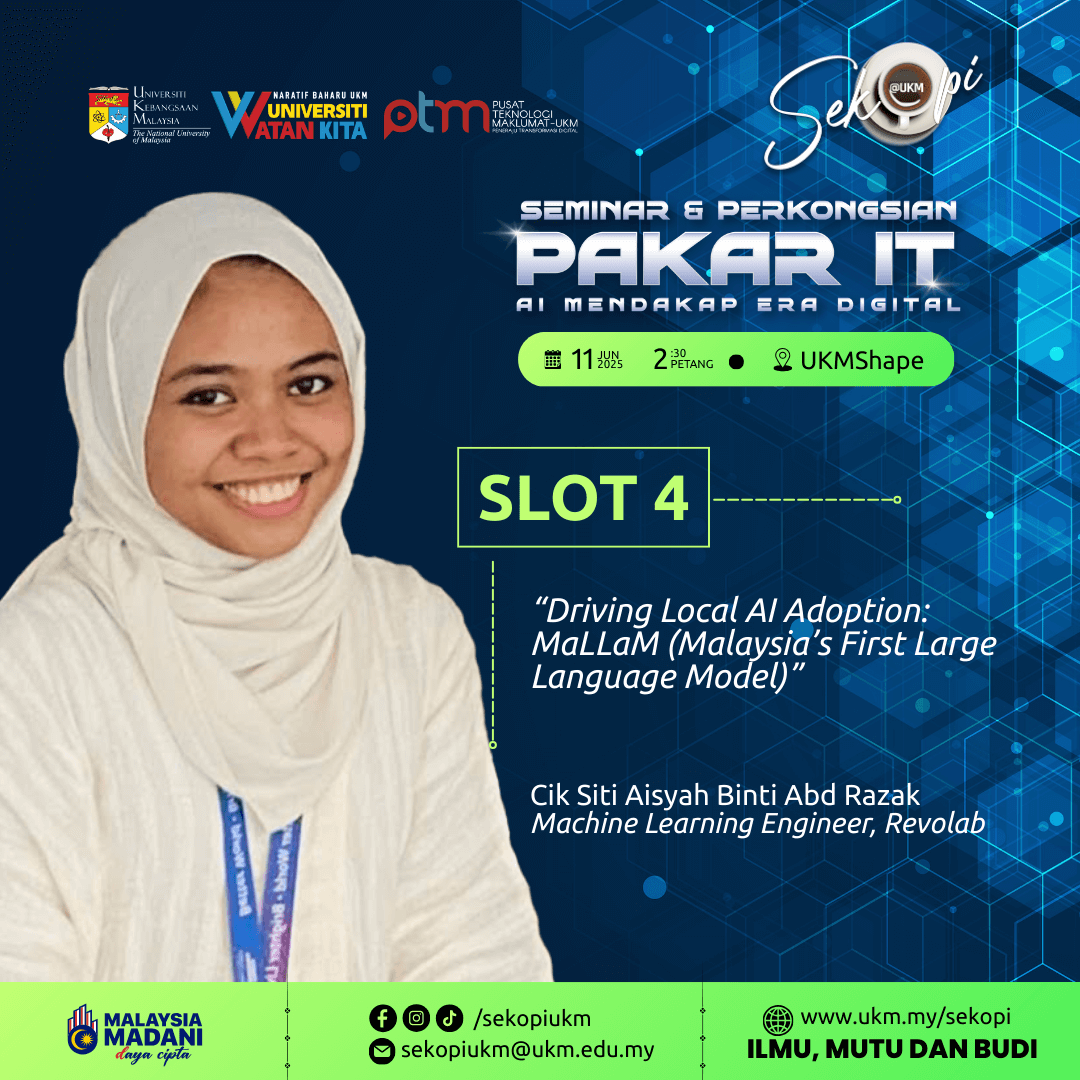 UNIVERSITI
KEBANGSAAN
MALAYSIA
The National University
of Malaysia
NARATIF BAHARU UKM
UNIVERSITI
WATAN KITA
ptm
PUSAT
TEKNOLOGI
MAKLUMAT-UKM
PENERAJU TRANSFORMASI DIGITAL
Sekopi
@UKM
SEMINAR & PERKONGSIAN
PAKAR IT
AI MENDAKAP ERA DIGITAL
11 JUN 2025 2:30 PETANG UKMShape
SLOT 4
“Driving Local AI Adoption:
MaLLaM (Malaysia’s First Large
Language Model)”
Cik Siti Aisyah Binti Abd Razak
Machine Learning Engineer, Revolab
MALAYSIA
MADANI
daya cipta
/sekopiukm
sekopiukm@ukm.edu.my
www.ukm.my/sekopi
ILMU, MUTU DAN BUDI